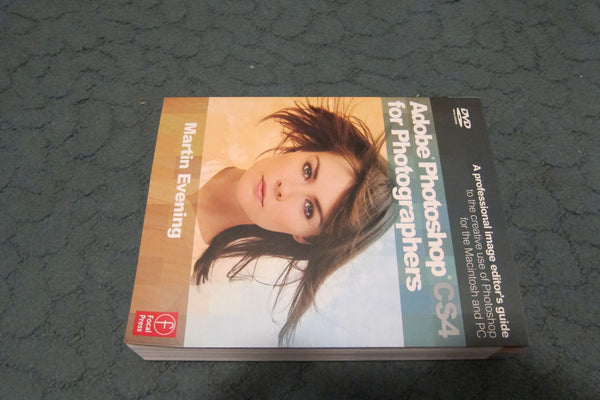 DVD
A professional image editor's guide
to the creative use of Photoshop
for the Macintosh and PC
Adobe® Photoshop® CS4
for Photographers
Martin Evening
Focal
Press